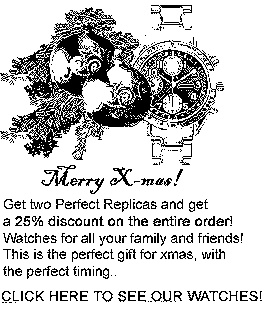 Merry X-mas!
Get two Perfect Replicas and get
a 25% discount on the entire order!
Watches for all your family and friends!
This is the perfect gift for xmas, with
the perfect timing..
CLICK HERE TO SEE OUR WATCHES!